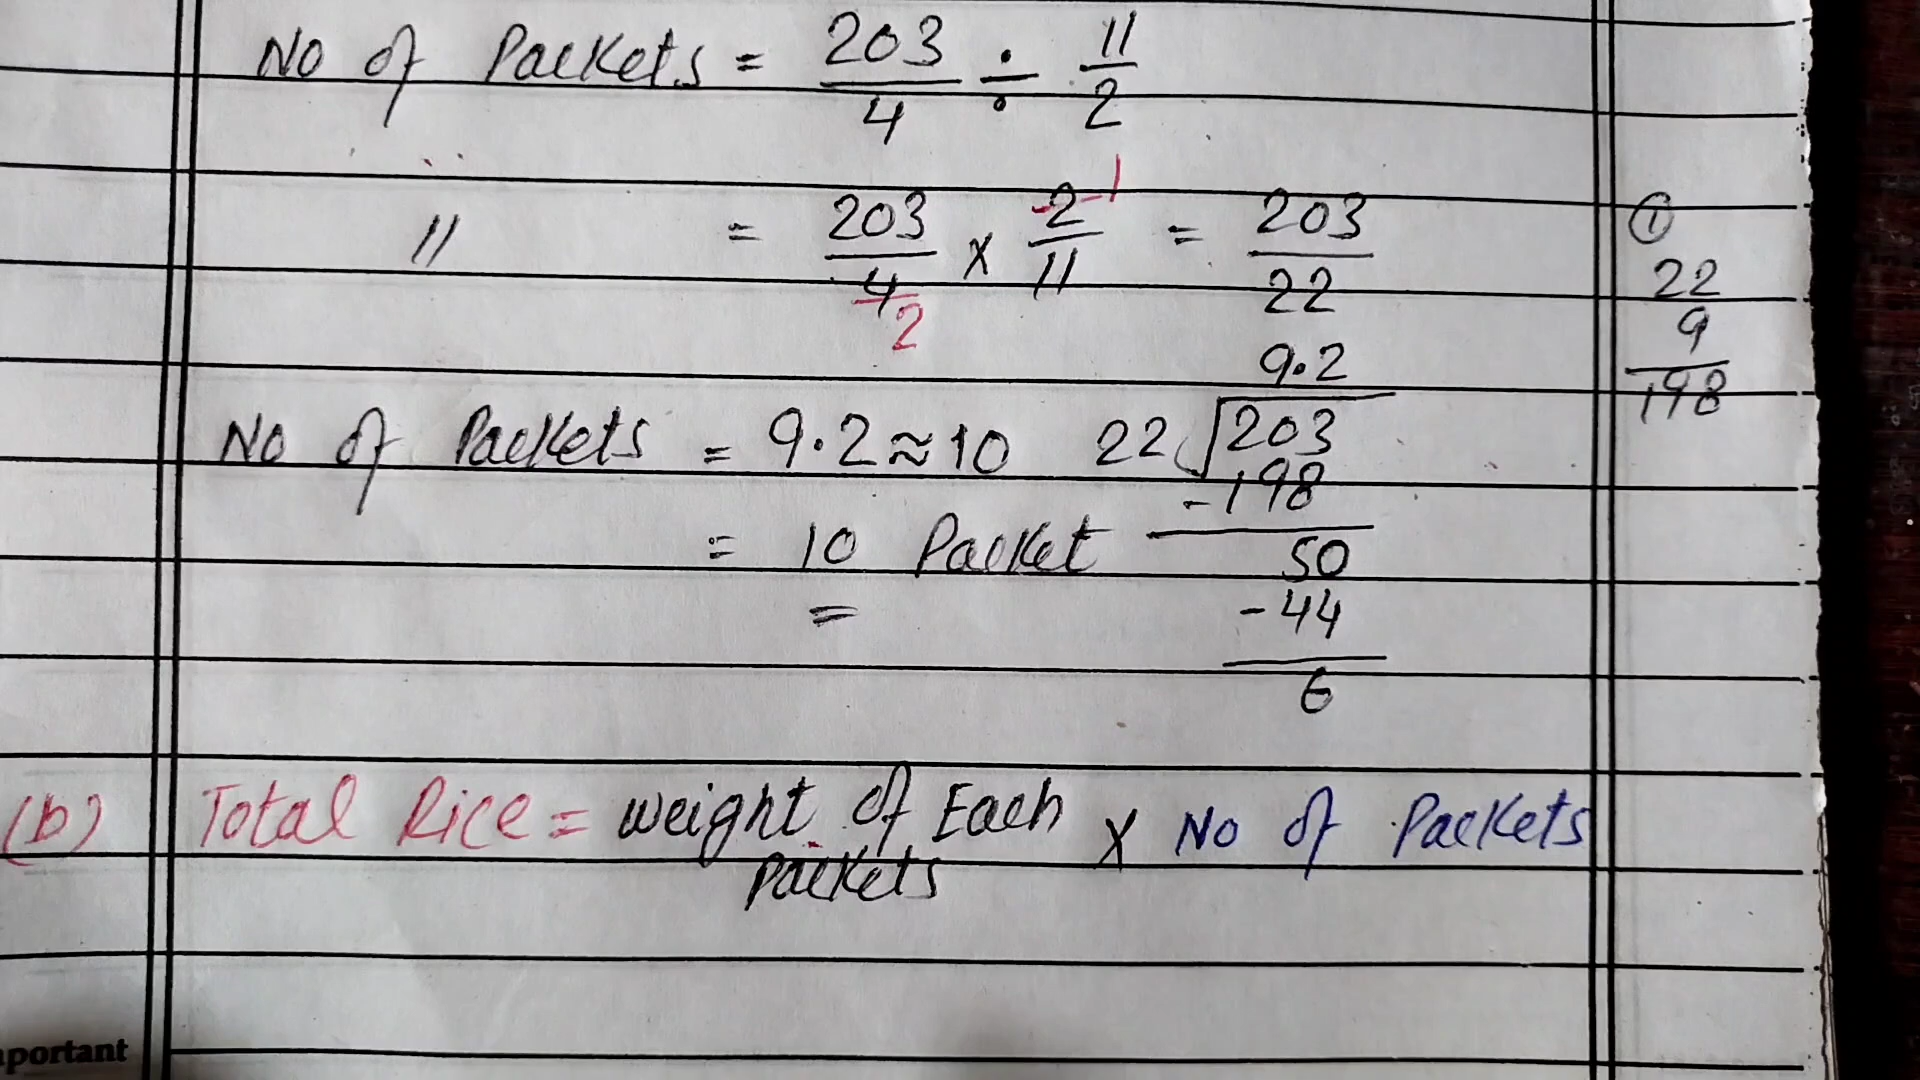 No of Packets = 203/4 ÷ 11/2
" = 203/4 2 × 2/11 1 = 203/22
① 22
9
198
9.2
No of Packets = 9.2 ≈ 10 22 √203
-198
= 10 Packet 50
= -44
6
(b) Total Rice = weight of Each Packets × No of Packets
portant